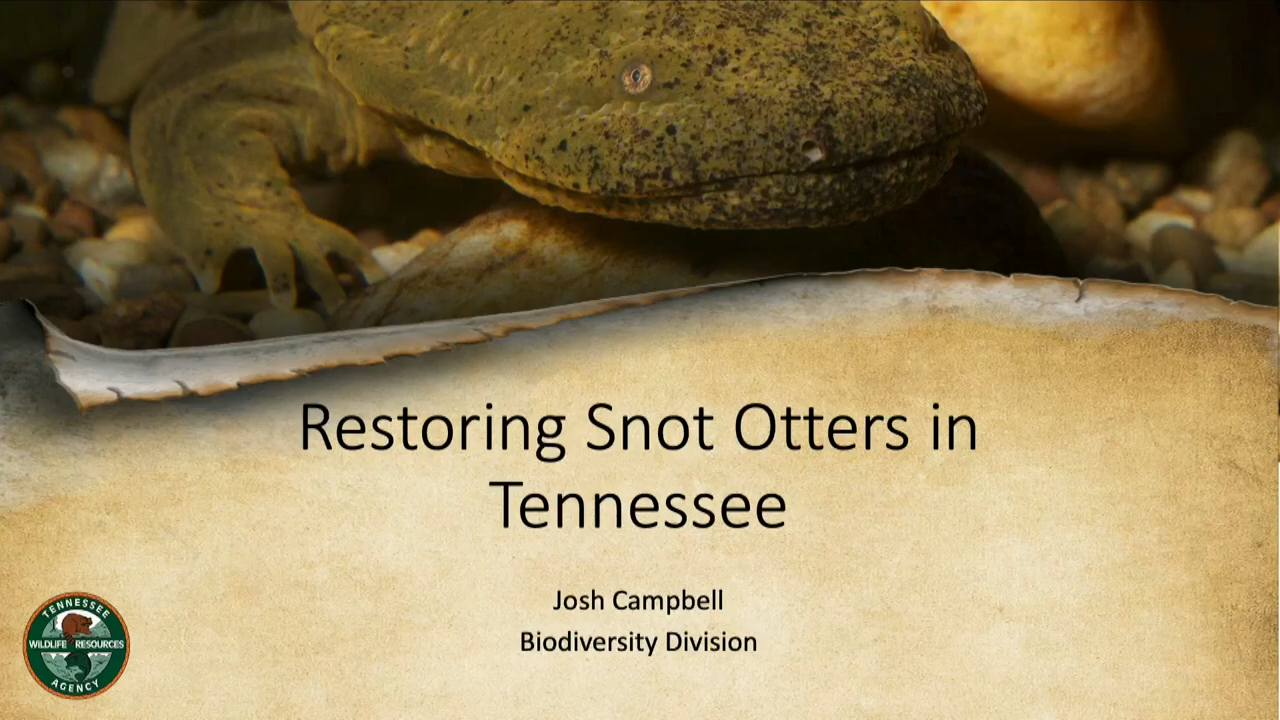 Restoring Snot Otters in
Tennessee
Josh Campbell
Biodiversity Division
TENNESSEE
WILDLIFE RESOURCES
AGENCY